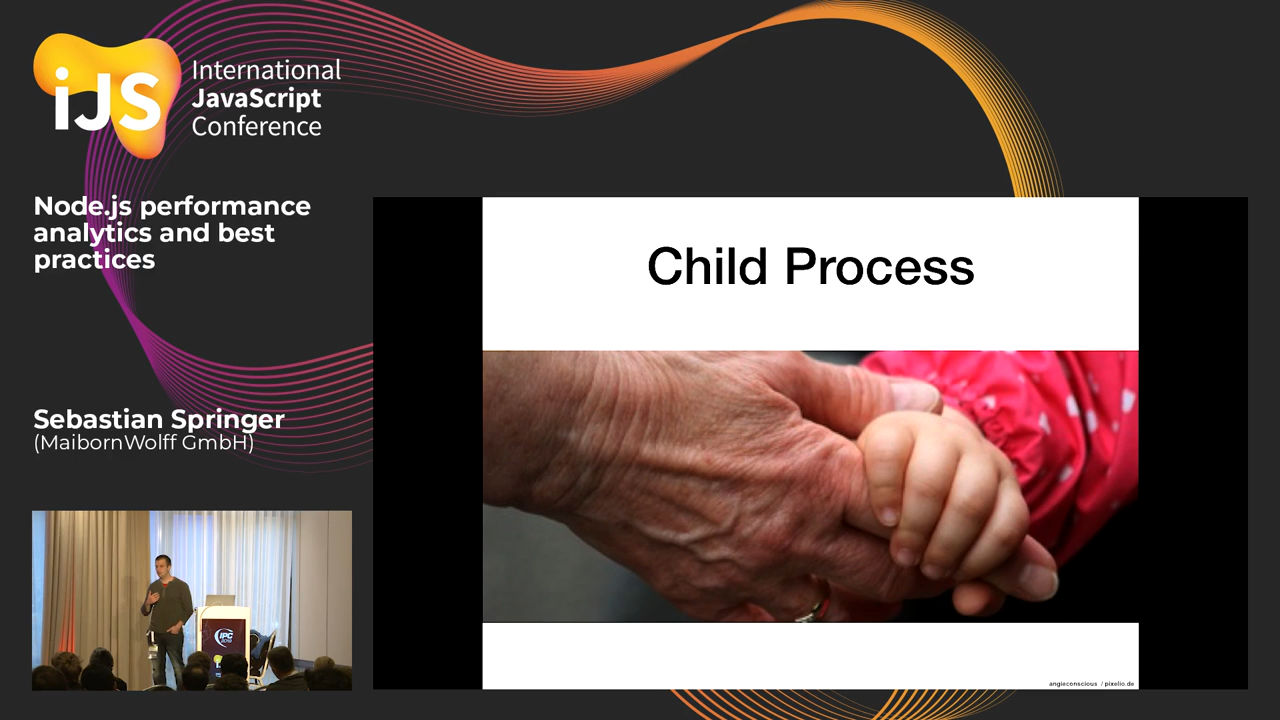 iJS
International
JavaScript
Conference
Node.js performance
analytics and best
practices
Child Process
Sebastian Springer
(MaibornWolff GmbH)
IPC
angieconscious / pixelio.de